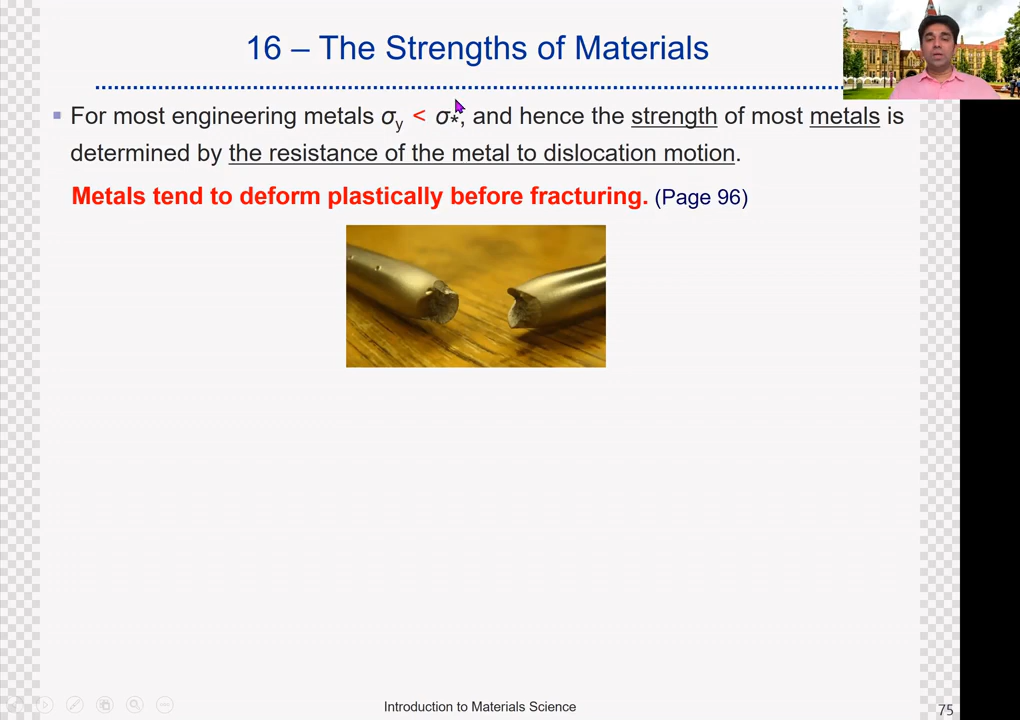 16 – The Strengths of Materials
For most engineering metals σy < σ*, and hence the strength of most metals is
determined by the resistance of the metal to dislocation motion.
Metals tend to deform plastically before fracturing. (Page 96)
Introduction to Materials Science
75